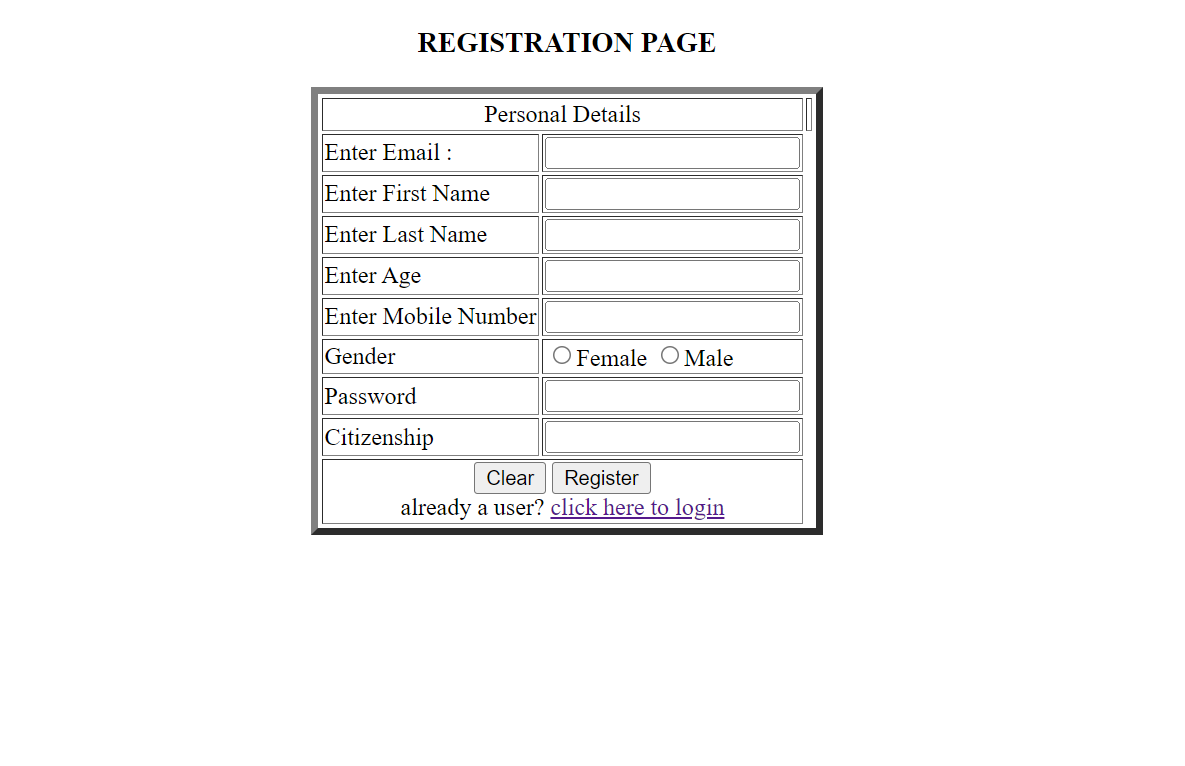 REGISTRATION PAGE
Personal Details
Enter Email :
Enter First Name
Enter Last Name
Enter Age
Enter Mobile Number
Gender Female Male
Password
Citizenship
Clear Register
already a user? click here to login